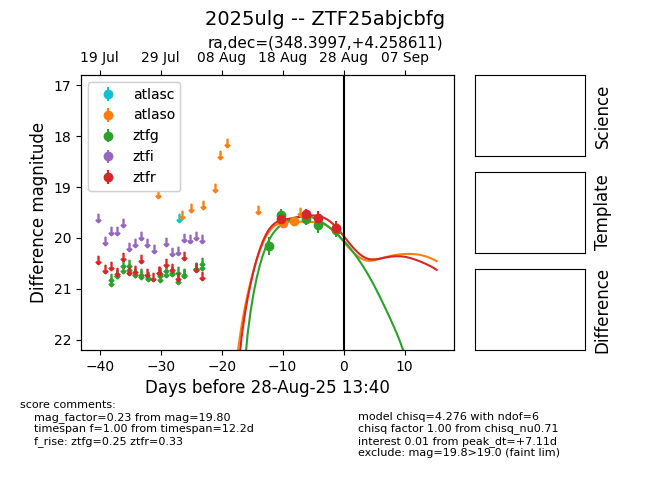 2025ulg -- ZTF25abjcbfg
ra,dec=(348.3997,+4.258611)
19 Jul 29 Jul 08 Aug 18 Aug 28 Aug 07 Sep
atlasc
atlaso
ztfg
ztfi
ztfr
17
18
19
20
21
22
Difference magnitude
−40 −30 −20 −10 0 10
Days before 28-Aug-25 13:40
Science
Template
Difference
score comments:
mag_factor=0.23 from mag=19.80
timespan f=1.00 from timespan=12.2d
f_rise: ztfg=0.25 ztfr=0.33
model chisq=4.276 with ndof=6
chisq factor 1.00 from chisq_nu0.71
interest 0.01 from peak_dt=+7.11d
exclude: mag=19.8>19.0 (faint lim)